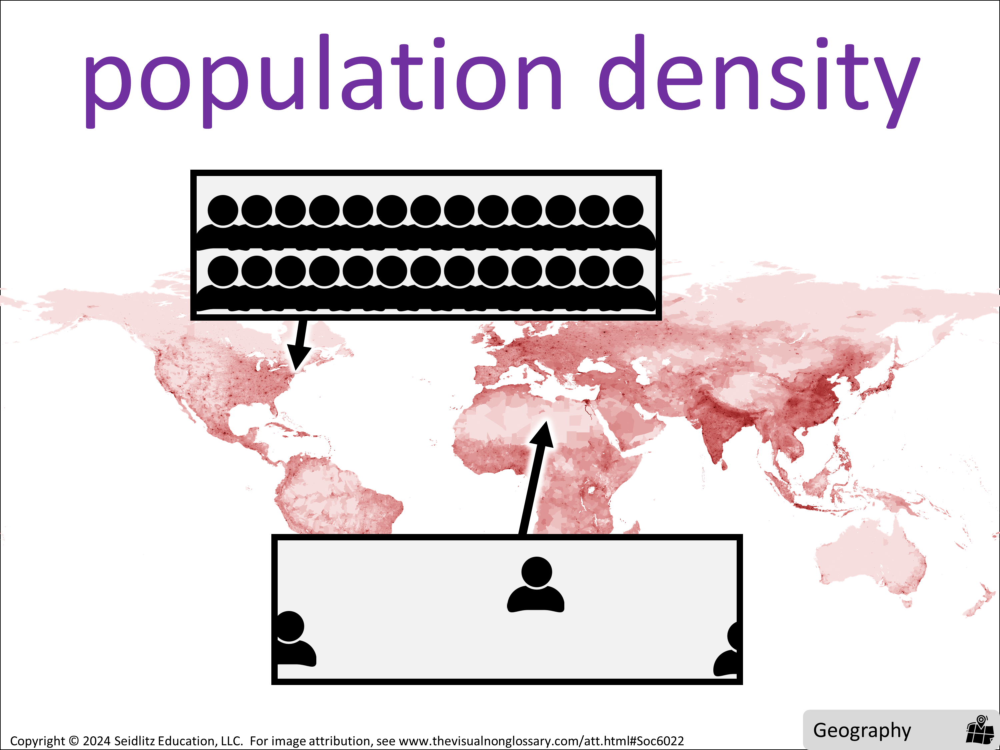 population density
Geography
Copyright © 2024 Seidlitz Education, LLC.  For image attribution, see www.thevisualnonglossary.com/att.html#Soc6022